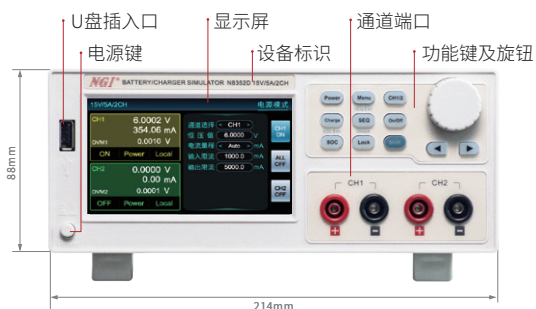 U盘插入口
显示屏
通道端口
电源键
设备标识
功能键及旋钮
NGI® BATTERY/CHARGER SIMULATOR N8352D 15V/5A/2CH
15V/5A/2CH 电源模式
CH1 6.0002 V
354.06 mA
DVM1 0.0016 V
ON Power Local
CH2 0.0000 V
0.00 mA
DVM2 0.0001 V
OFF Power Local
通道选择 < CH1 >
恒压值 6.0000 V
电流量程 < Auto > mA
输入限流 1000.0 mA
输出限流 5000.0 mA
CH1 ON
ALL OFF
CH2 OFF
Power Menu CH1/2
Charge SEQ On/Off
SOC Lock
CH1 CH2
+ - + -
88mm
214mm